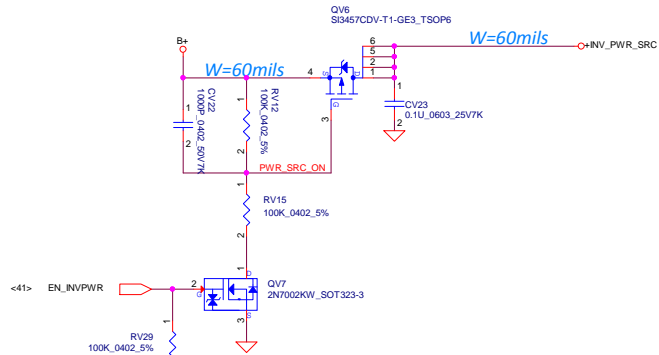 QV6
SI3457CDV-T1-GE3_TSOP6
B+
W=60mils
W=60mils
+INV_PWR_SRC
6
5
2
1
4
S
D
G
3
1
2
CV22
1000P_0402_50V7K
1
2
RV12
100K_0402_5%
1
2
CV23
0.1U_0603_25V7K
PWR_SRC_ON
1
2
RV15
100K_0402_5%
<41>
EN_INVPWR
2
G
1
D
S
3
QV7
2N7002KW_SOT323-3
1
RV29
100K_0402_5%